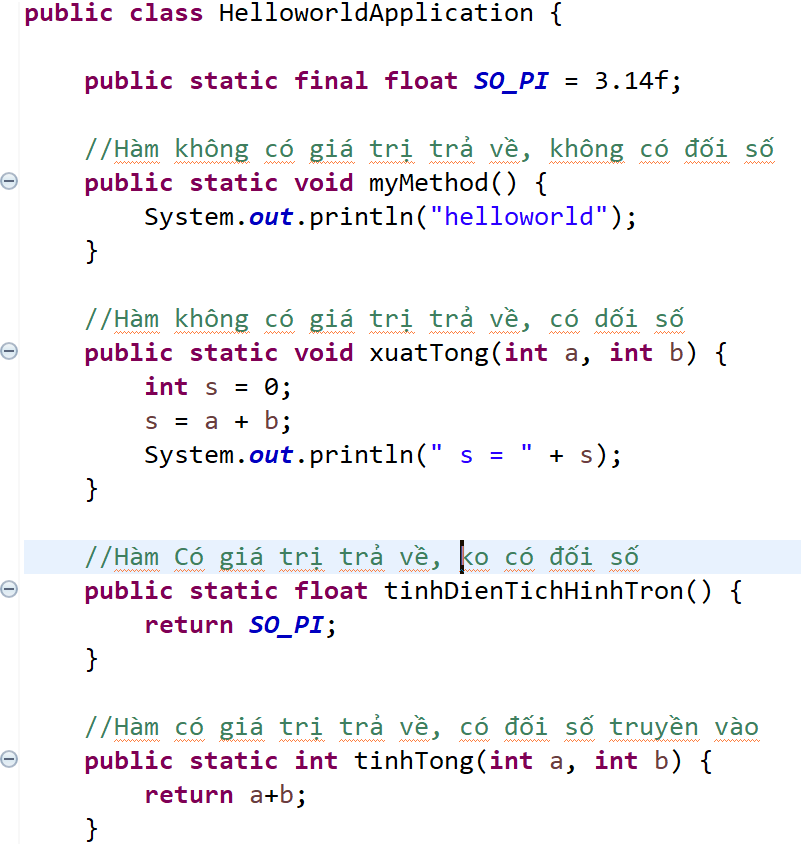 public class HelloworldApplication {
public static final float SO_PI = 3.14f;
//Hàm không có giá trị trả về, không có đối số
public static void myMethod() {
System.out.println("helloworld");
}
//Hàm không có giá trị trả về, có dối số
public static void xuatTong(int a, int b) {
int s = 0;
s = a + b;
System.out.println(" s = " + s);
}
//Hàm Có giá trị trả về, ko có đối số
public static float tinhDienTichHinhTron() {
return SO_PI;
}
//Hàm có giá trị trả về, có đối số truyền vào
public static int tinhTong(int a, int b) {
return a+b;
}